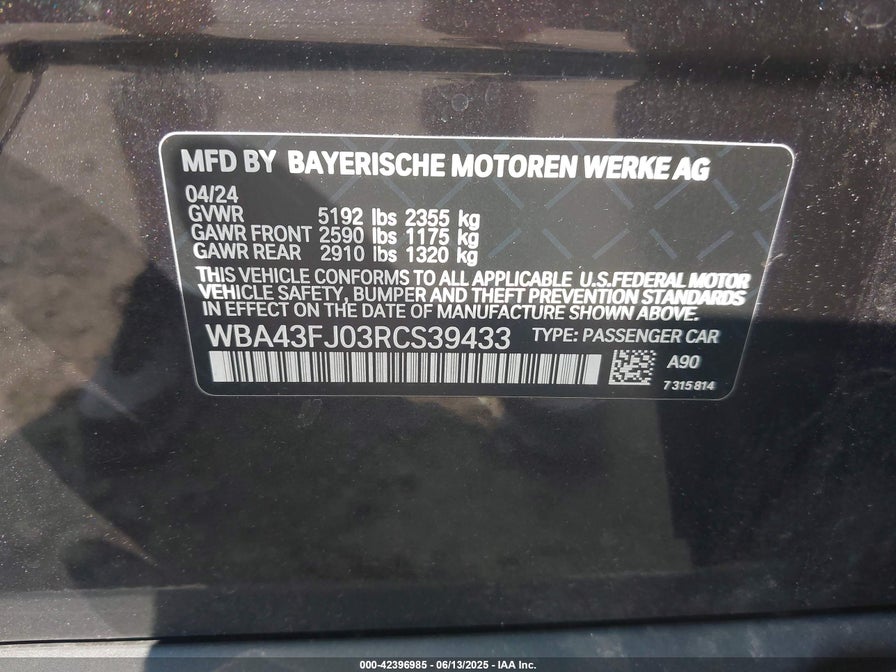 MFD BY BAYERISCHE MOTOREN WERKE AG
04/24
GVWR 5192 lbs 2355 kg
GAWR FRONT 2590 lbs 1175 kg
GAWR REAR 2910 lbs 1320 kg
THIS VEHICLE CONFORMS TO ALL APPLICABLE U.S.FEDERAL MOTOR
VEHICLE SAFETY, BUMPER AND THEFT PREVENTION STANDARDS
IN EFFECT ON THE DATE OF MANUFACTURE SHOWN ABOVE.
WBA43FJ03RCS39433 TYPE: PASSENGER CAR
A90
7 315 814
000-42396985 - 06/13/2025 - IAA Inc.